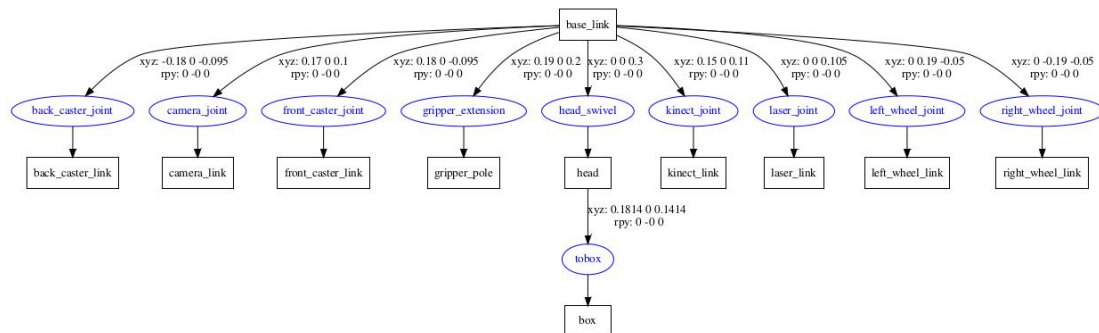 base_link
xyz: -0.18 0 -0.095
rpy: 0 -0 0
xyz: 0.17 0 0.1
rpy: 0 -0 0
xyz: 0.18 0 -0.095
rpy: 0 -0 0
xyz: 0.19 0 0.2
rpy: 0 -0 0
xyz: 0 0 0.3
rpy: 0 -0 0
xyz: 0.15 0 0.11
rpy: 0 -0 0
xyz: 0 0 0.105
rpy: 0 -0 0
xyz: 0 0.19 -0.05
rpy: 0 -0 0
xyz: 0 -0.19 -0.05
rpy: 0 -0 0
back_caster_joint
camera_joint
front_caster_joint
gripper_extension
head_swivel
kinect_joint
laser_joint
left_wheel_joint
right_wheel_joint
back_caster_link
camera_link
front_caster_link
gripper_pole
head
kinect_link
laser_link
left_wheel_link
right_wheel_link
xyz: 0.1814 0 0.1414
rpy: 0 -0 0
tobox
box